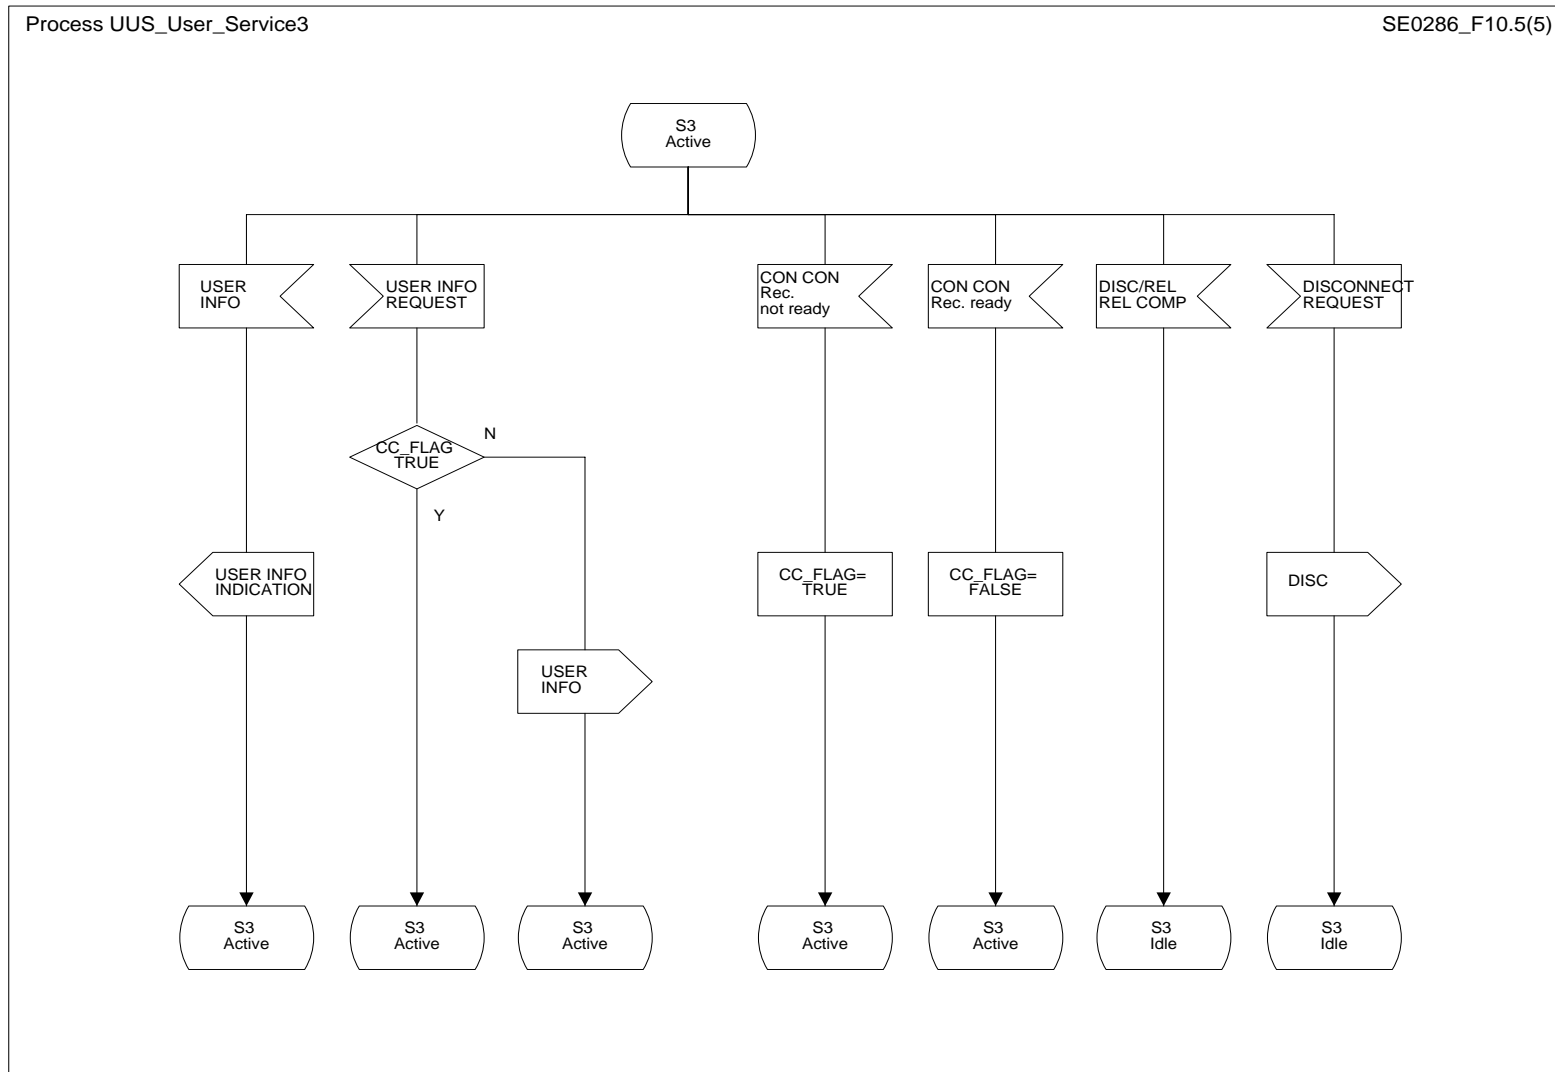 Process UUS_User_Service3
SE0286_F10.5(5)
S3
Active
USER
INFO
USER INFO
REQUEST
CON CON
Rec.
not ready
CON CON
Rec. ready
DISC/REL
REL COMP
DISCONNECT
REQUEST
CC_FLAG
TRUE
N
Y
USER INFO
INDICATION
CC_FLAG=
TRUE
CC_FLAG=
FALSE
DISC
USER
INFO
S3
Active
S3
Active
S3
Active
S3
Active
S3
Active
S3
Idle
S3
Idle